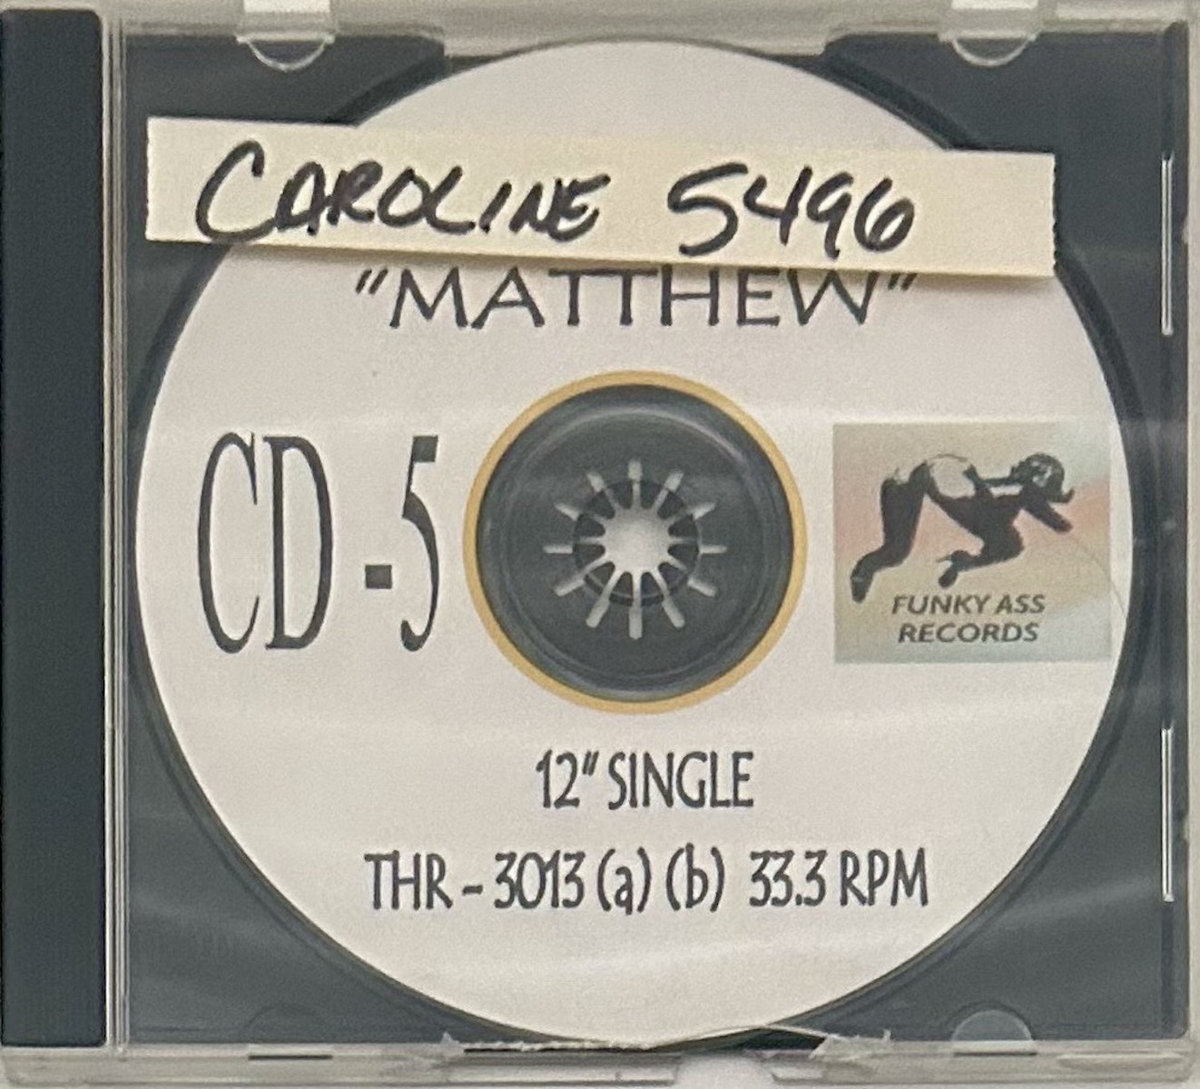 CAROLINE 5496
"MATTHEW"
CD - 5
FUNKY ASS
RECORDS
12" SINGLE
THR - 3013 (a) (b) 33.3 RPM